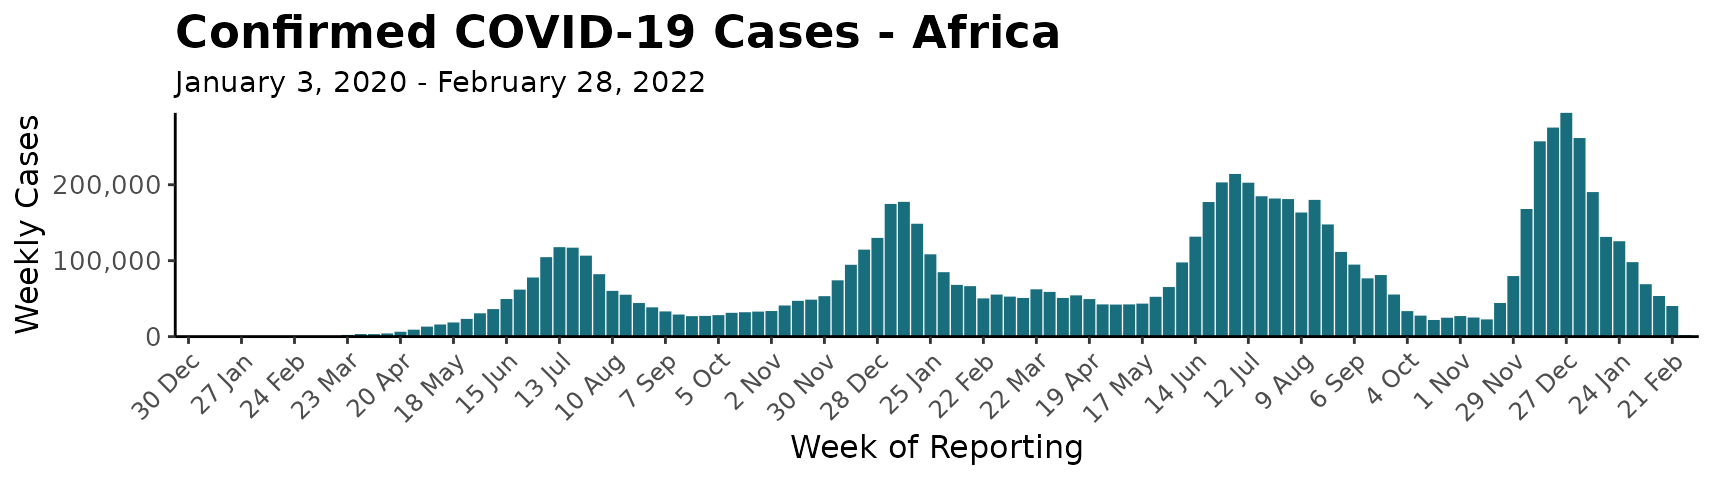 Confirmed COVID-19 Cases - Africa
January 3, 2020 - February 28, 2022
Weekly Cases
200,000
100,000
0
30 Dec
27 Jan
24 Feb
23 Mar
20 Apr
18 May
15 Jun
13 Jul
10 Aug
7 Sep
5 Oct
2 Nov
30 Nov
28 Dec
25 Jan
22 Feb
22 Mar
19 Apr
17 May
14 Jun
12 Jul
9 Aug
6 Sep
4 Oct
1 Nov
29 Nov
27 Dec
24 Jan
21 Feb
Week of Reporting